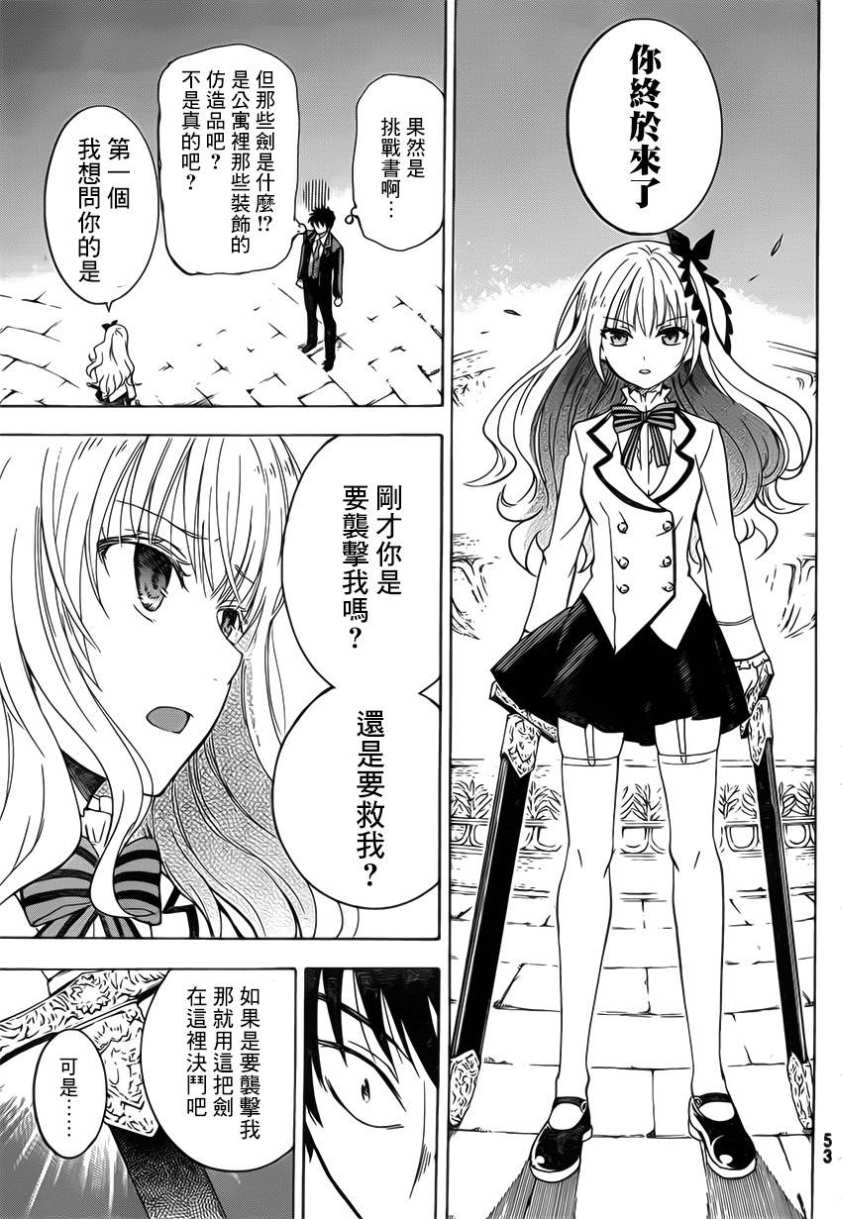 你終於來了
果然是
挑戰書啊…
但那些劍是什麼!?
是公寓裡那些裝飾的
仿造品吧？
不是真的吧？
第一個
我想問你的是
剛才你是
要襲擊我嗎？
還是要救我？
如果是要襲擊我
那就用這把劍
在這裡決鬥吧
可是……
53